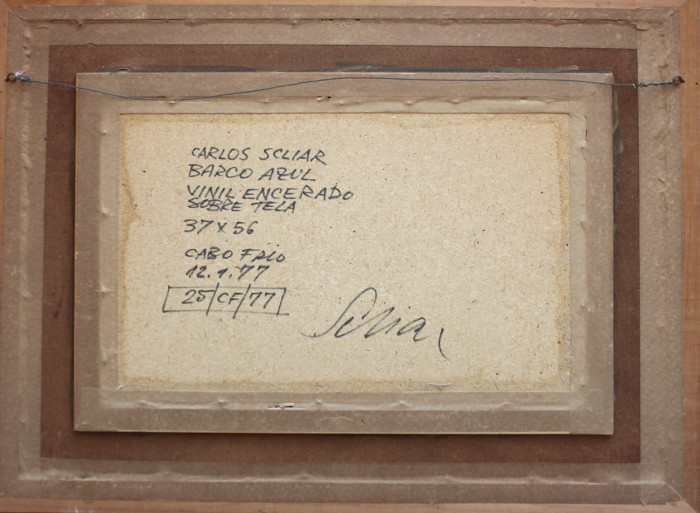 CARLOS SCLIAR
BARCO AZUL
VINIL ENCERADO
SOBRE TELA
37 X 56
CABO FRIO
12.1.77
25/CF/77
Scliar